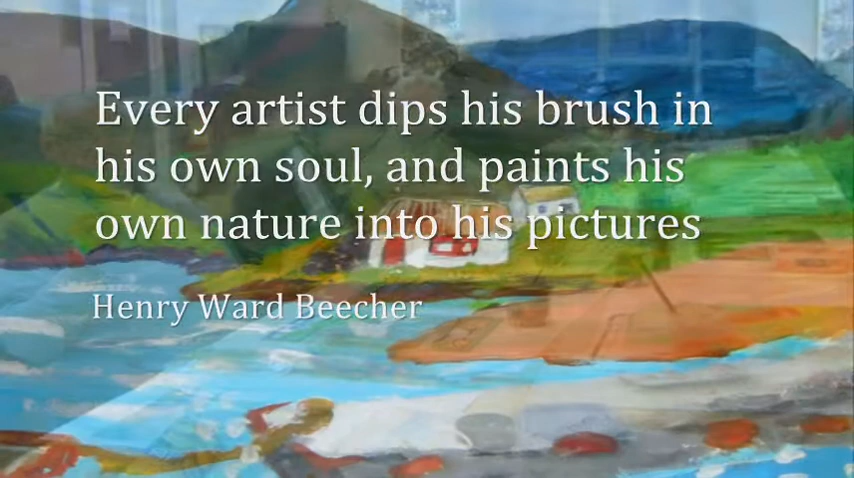 Every artist dips his brush in
his own soul, and paints his
own nature into his pictures
Henry Ward Beecher